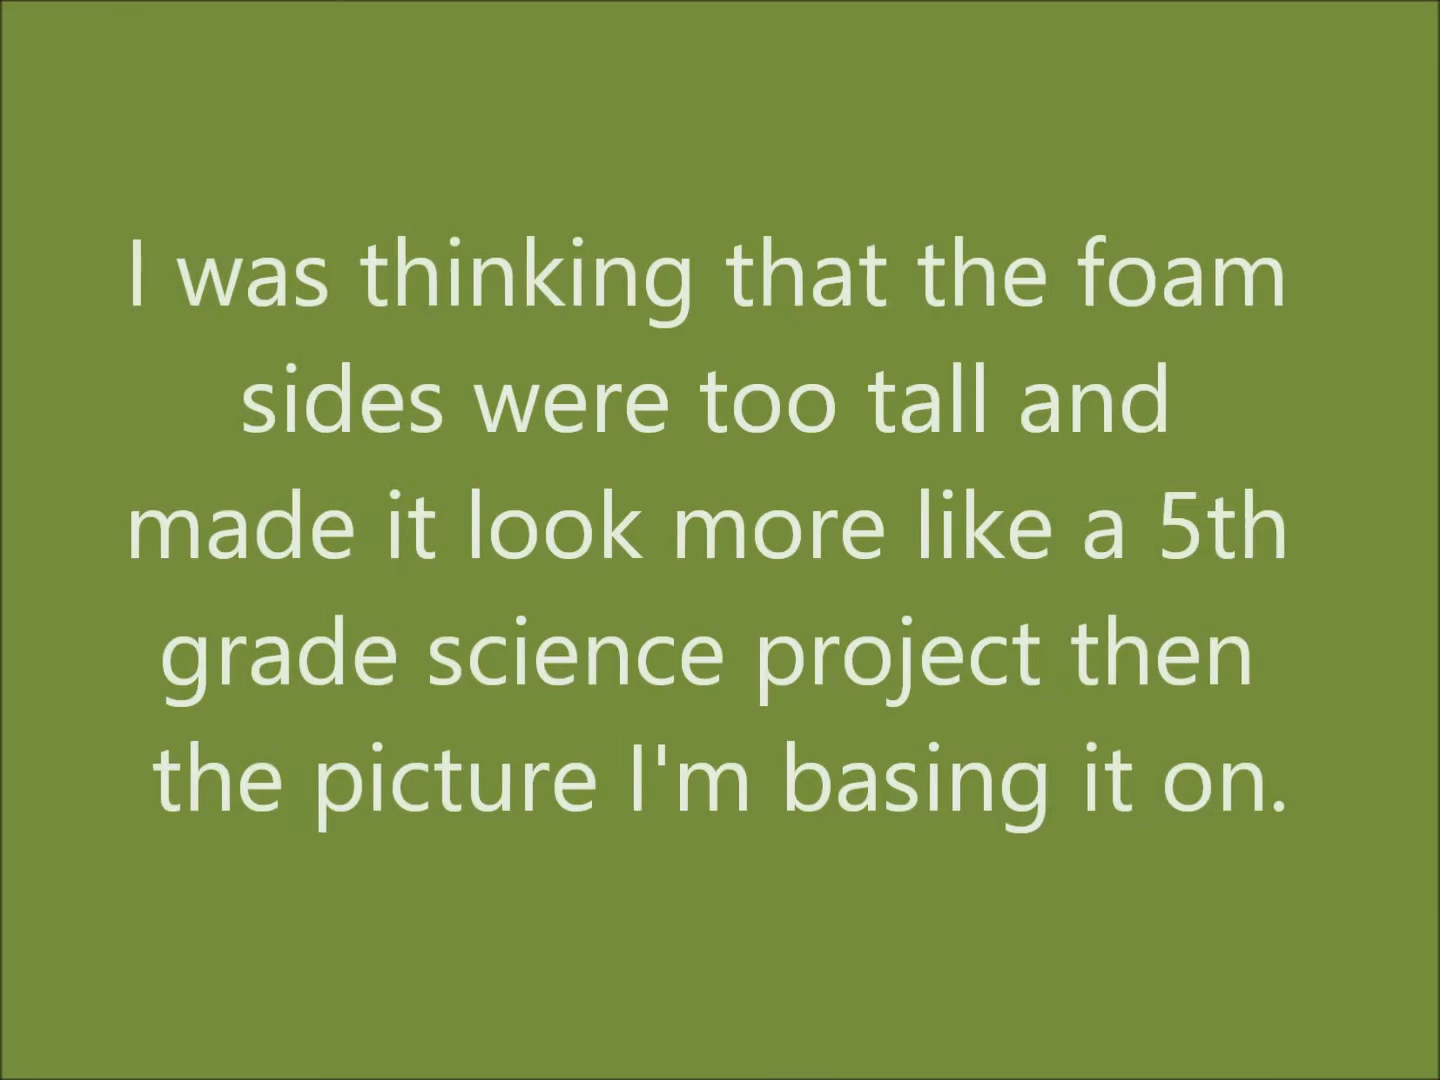 I was thinking that the foam
sides were too tall and
made it look more like a 5th
grade science project then
the picture I'm basing it on.